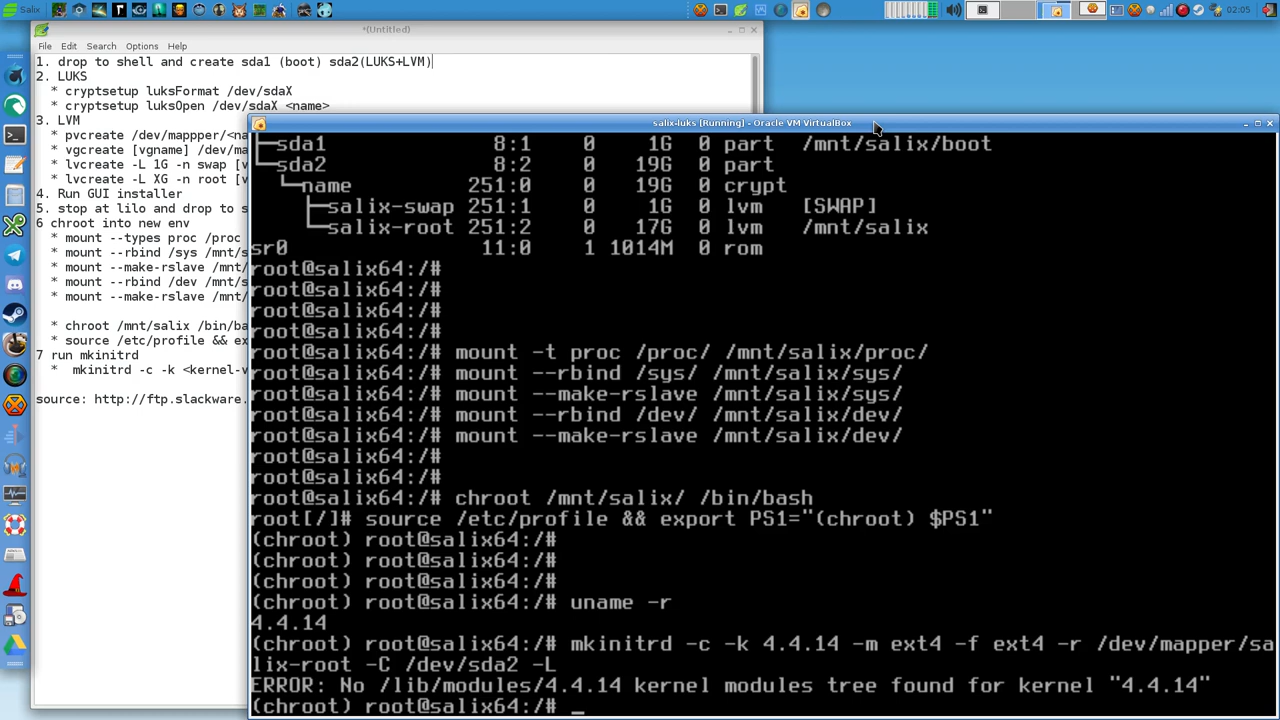 Salix
02:05
*(Untitled)
File Edit Search Options Help
1. drop to shell and create sda1 (boot) sda2(LUKS+LVM)
2. LUKS
* cryptsetup luksFormat /dev/sdaX
* cryptsetup luksOpen /dev/sdaX <name>
3. LVM
* pvcreate /dev/mappper/<na
* vgcreate [vgname] /dev/ma
* lvcreate -L 1G -n swap [v
* lvcreate -L XG -n root [v
4. Run GUI installer
5. stop at lilo and drop to s
6 chroot into new env
* mount --types proc /proc
* mount --rbind /sys /mnt/s
* mount --make-rslave /mnt/
* mount --rbind /dev /mnt/s
* mount --make-rslave /mnt/
* chroot /mnt/salix /bin/ba
* source /etc/profile && ex
7 run mkinitrd
* mkinitrd -c -k <kernel-v
source: http://ftp.slackware.
salix-luks [Running] - Oracle VM VirtualBox
├─sda1 8:1 0 1G 0 part /mnt/salix/boot
└─sda2 8:2 0 19G 0 part
└─name 251:0 0 19G 0 crypt
├─salix-swap 251:1 0 1G 0 lvm [SWAP]
└─salix-root 251:2 0 17G 0 lvm /mnt/salix
sr0 11:0 1 1014M 0 rom
root@salix64:/#
root@salix64:/#
root@salix64:/#
root@salix64:/#
root@salix64:/# mount -t proc /proc/ /mnt/salix/proc/
root@salix64:/# mount --rbind /sys/ /mnt/salix/sys/
root@salix64:/# mount --make-rslave /mnt/salix/sys/
root@salix64:/# mount --rbind /dev/ /mnt/salix/dev/
root@salix64:/# mount --make-rslave /mnt/salix/dev/
root@salix64:/#
root@salix64:/#
root@salix64:/# chroot /mnt/salix/ /bin/bash
root[/]# source /etc/profile && export PS1="(chroot) $PS1"
(chroot) root@salix64:/#
(chroot) root@salix64:/#
(chroot) root@salix64:/#
(chroot) root@salix64:/# uname -r
4.4.14
(chroot) root@salix64:/# mkinitrd -c -k 4.4.14 -m ext4 -f ext4 -r /dev/mapper/sa
lix-root -C /dev/sda2 -L
ERROR: No /lib/modules/4.4.14 kernel modules tree found for kernel "4.4.14"
(chroot) root@salix64:/# _